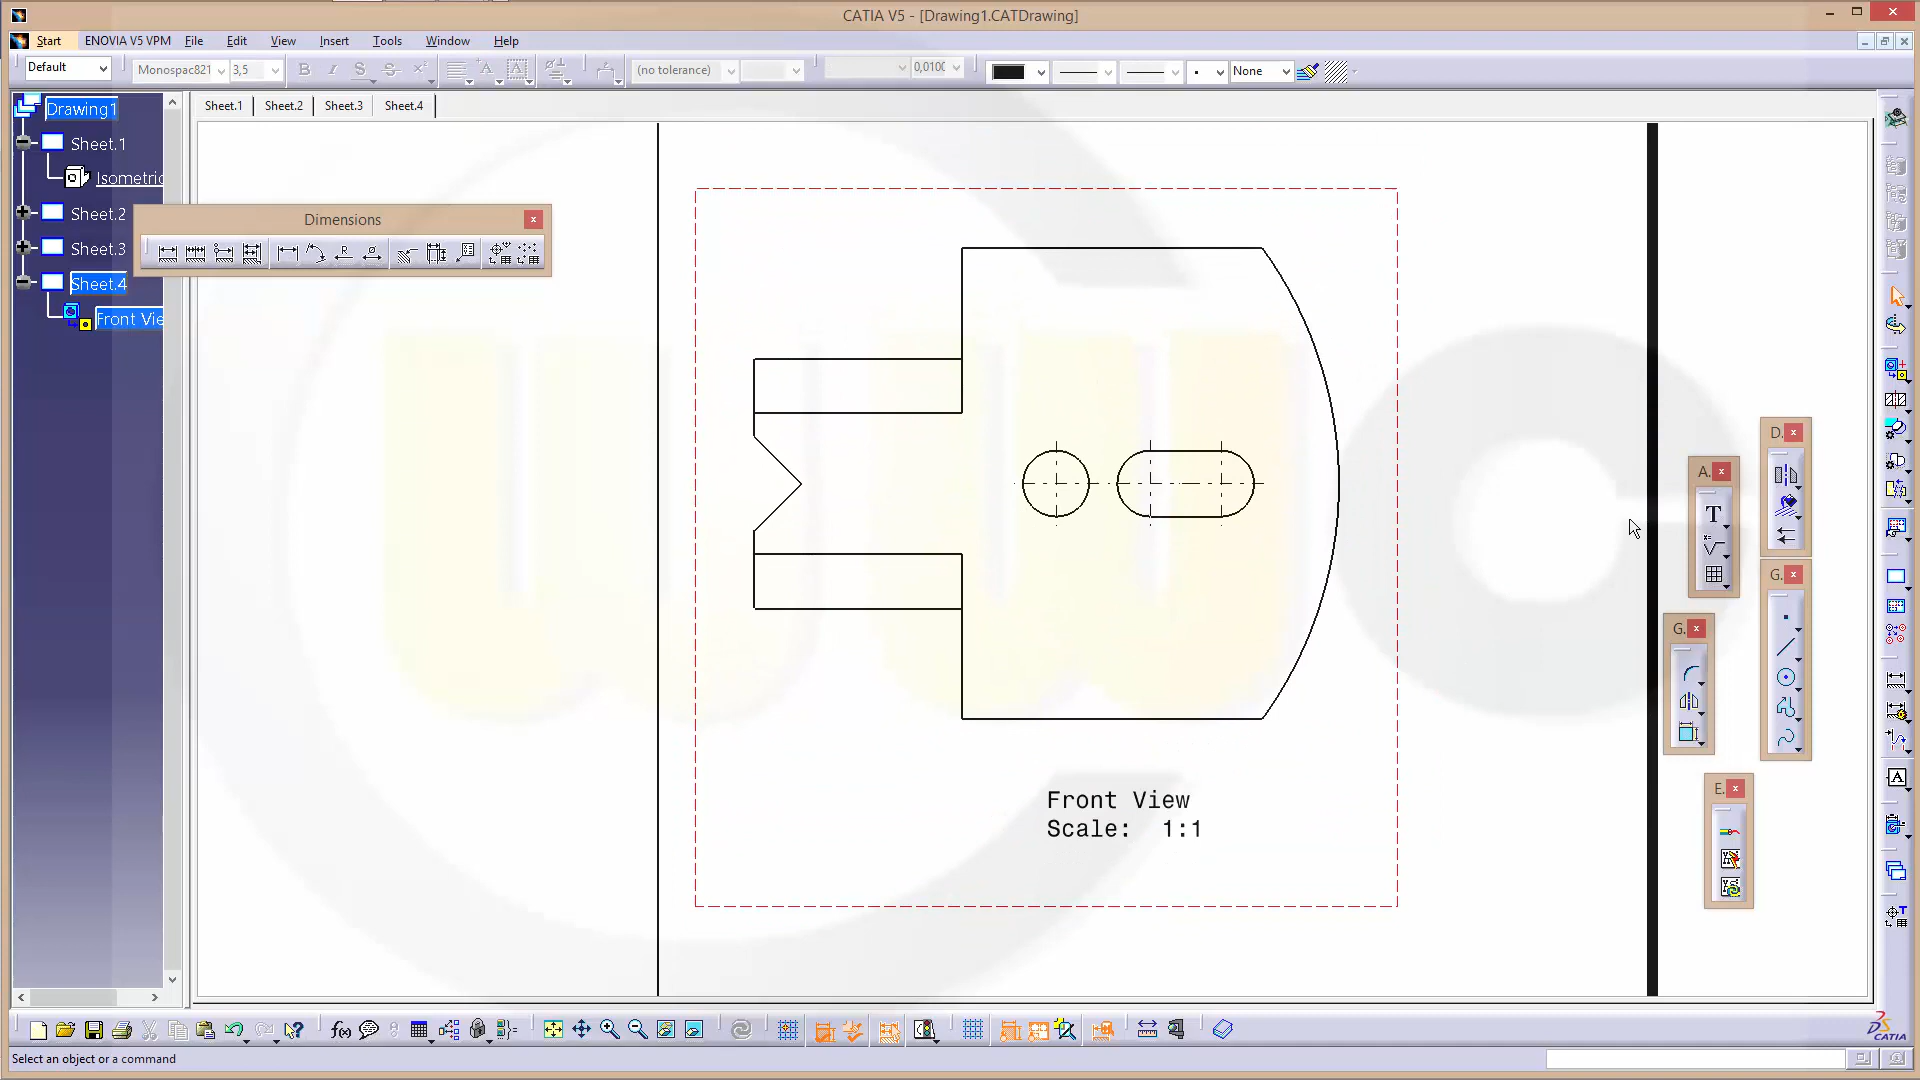 CATIA V5 - [Drawing1.CATDrawing]
Start ENOVIA V5 VPM File Edit View Insert Tools Window Help
Default Monospac821 3,5 B I S S (no tolerance) 0,010( None
Drawing1
Sheet.1
Isometric
Sheet.2
Sheet.3
Sheet.4
Front Vie
Sheet.1 Sheet.2 Sheet.3 Sheet.4
Dimensions
D.
A.
T
G.
G.
E.
Front View
Scale: 1:1
f(x)
CATIA
Select an object or a command